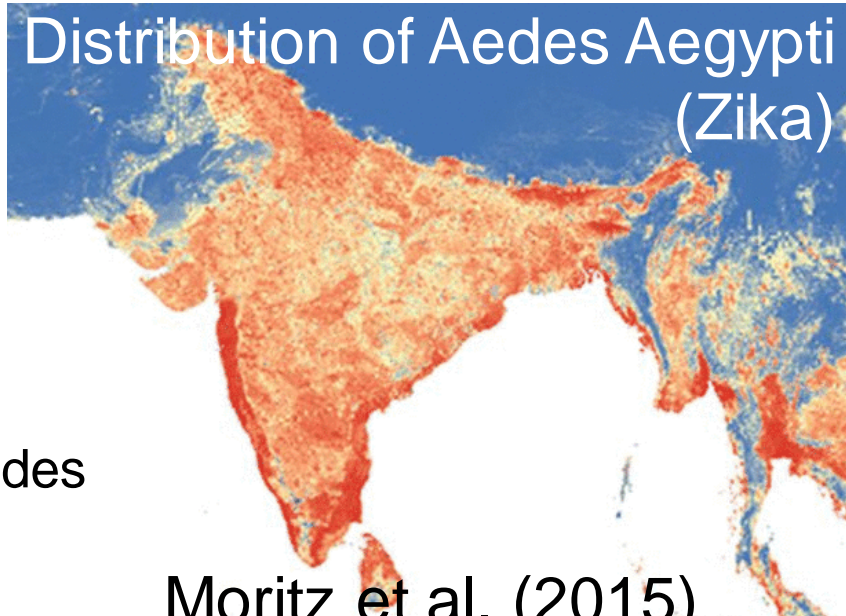 Distribution of Aedes Aegypti
(Zika)
des
Moritz et al. (2015)